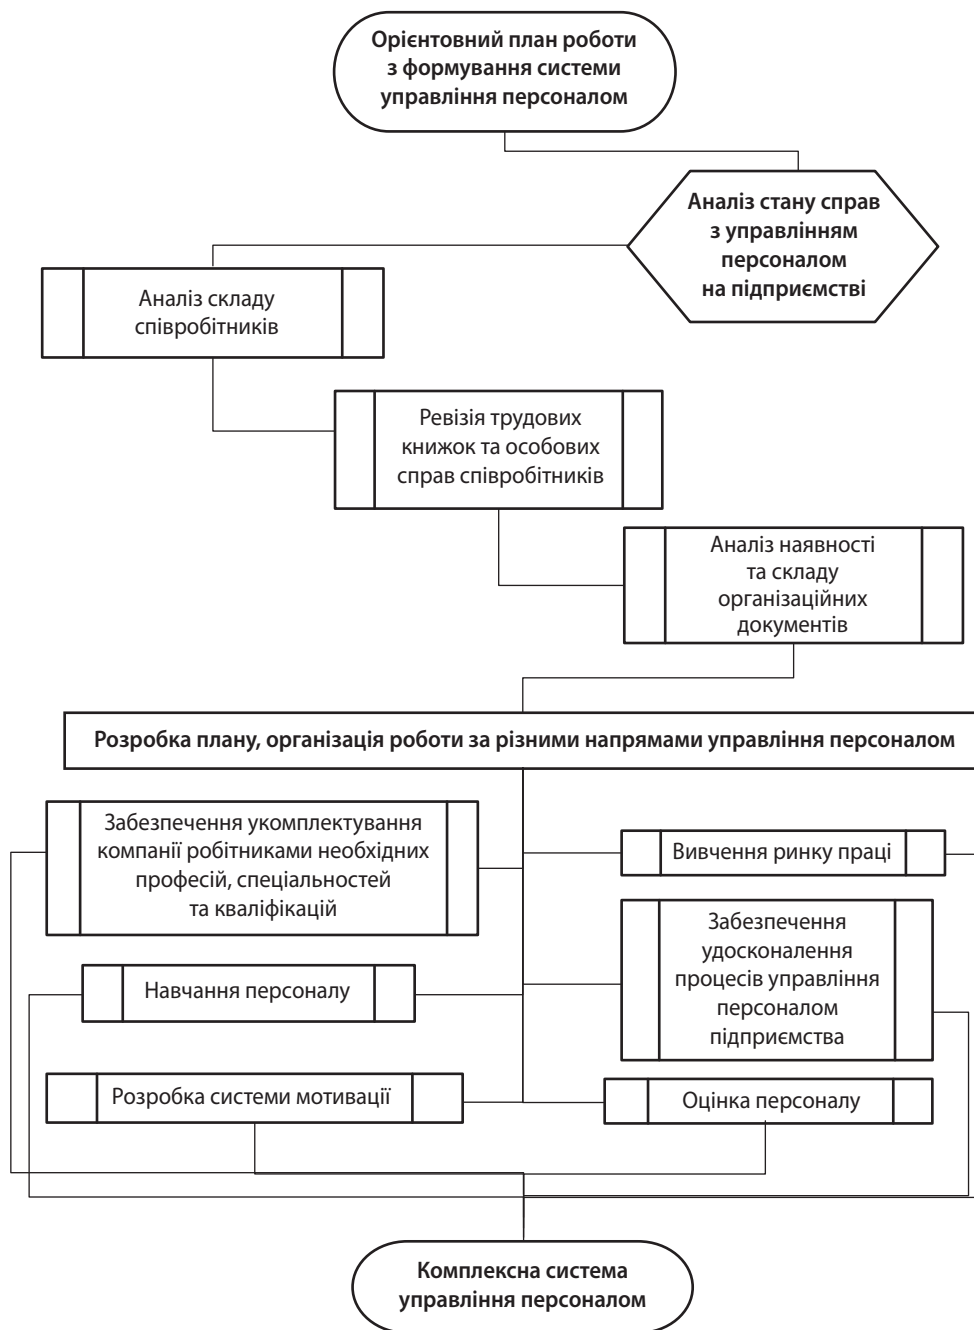 Орієнтовний план роботи
з формування системи
управління персоналом
Аналіз стану справ
з управлінням
персоналом
на підприємстві
Аналіз складу
співробітників
Ревізія трудових
книжок та особових
справ співробітників
Аналіз наявності
та складу
організаційних
документів
Розробка плану, організація роботи за різними напрямами управління персоналом
Забезпечення укомплектування
компанії робітниками необхідних
професій, спеціальностей
та кваліфікацій
Вивчення ринку праці
Забезпечення
удосконалення
процесів управління
персоналом
підприємства
Навчання персоналу
Розробка системи мотивації
Оцінка персоналу
Комплексна система
управління персоналом